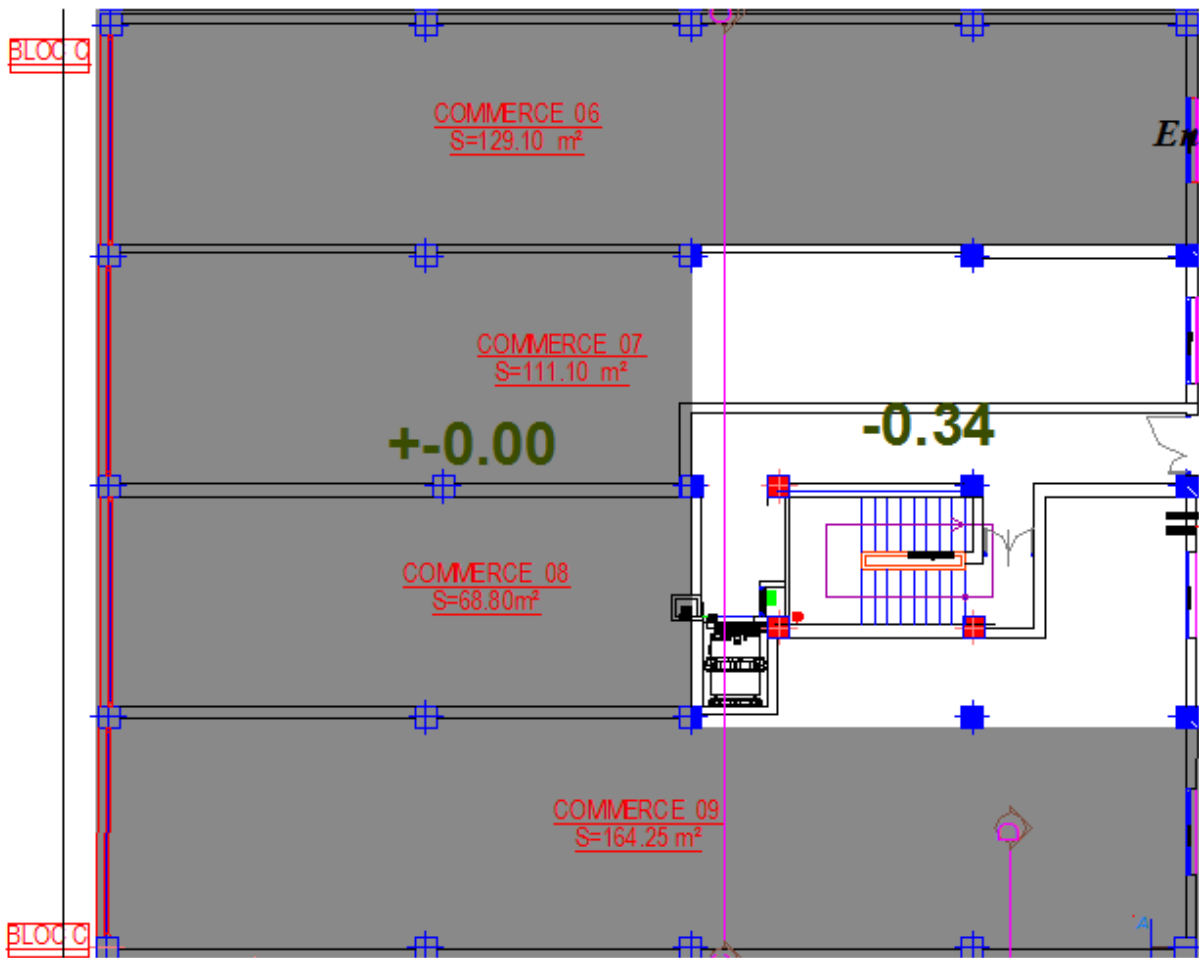 BLOC C
COMMERCE 06
S=129.10 m²
En
COMMERCE 07
S=111.10 m²
+-0.00
-0.34
COMMERCE 08
S=68.80m²
COMMERCE 09
S=164.25 m²
A
BLOC C